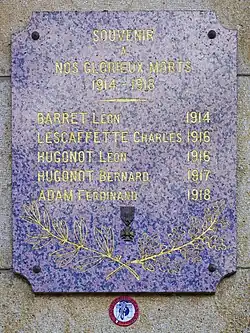 SOUVENIR
A
NOS GLORIEUX MORTS
1914 - 1918
BARRET LEON 1914
LESCAFFETTE CHARLES 1916
HUGONOT LEON 1916
HUGONOT BERNARD 1917
ADAM FERDINAND 1918